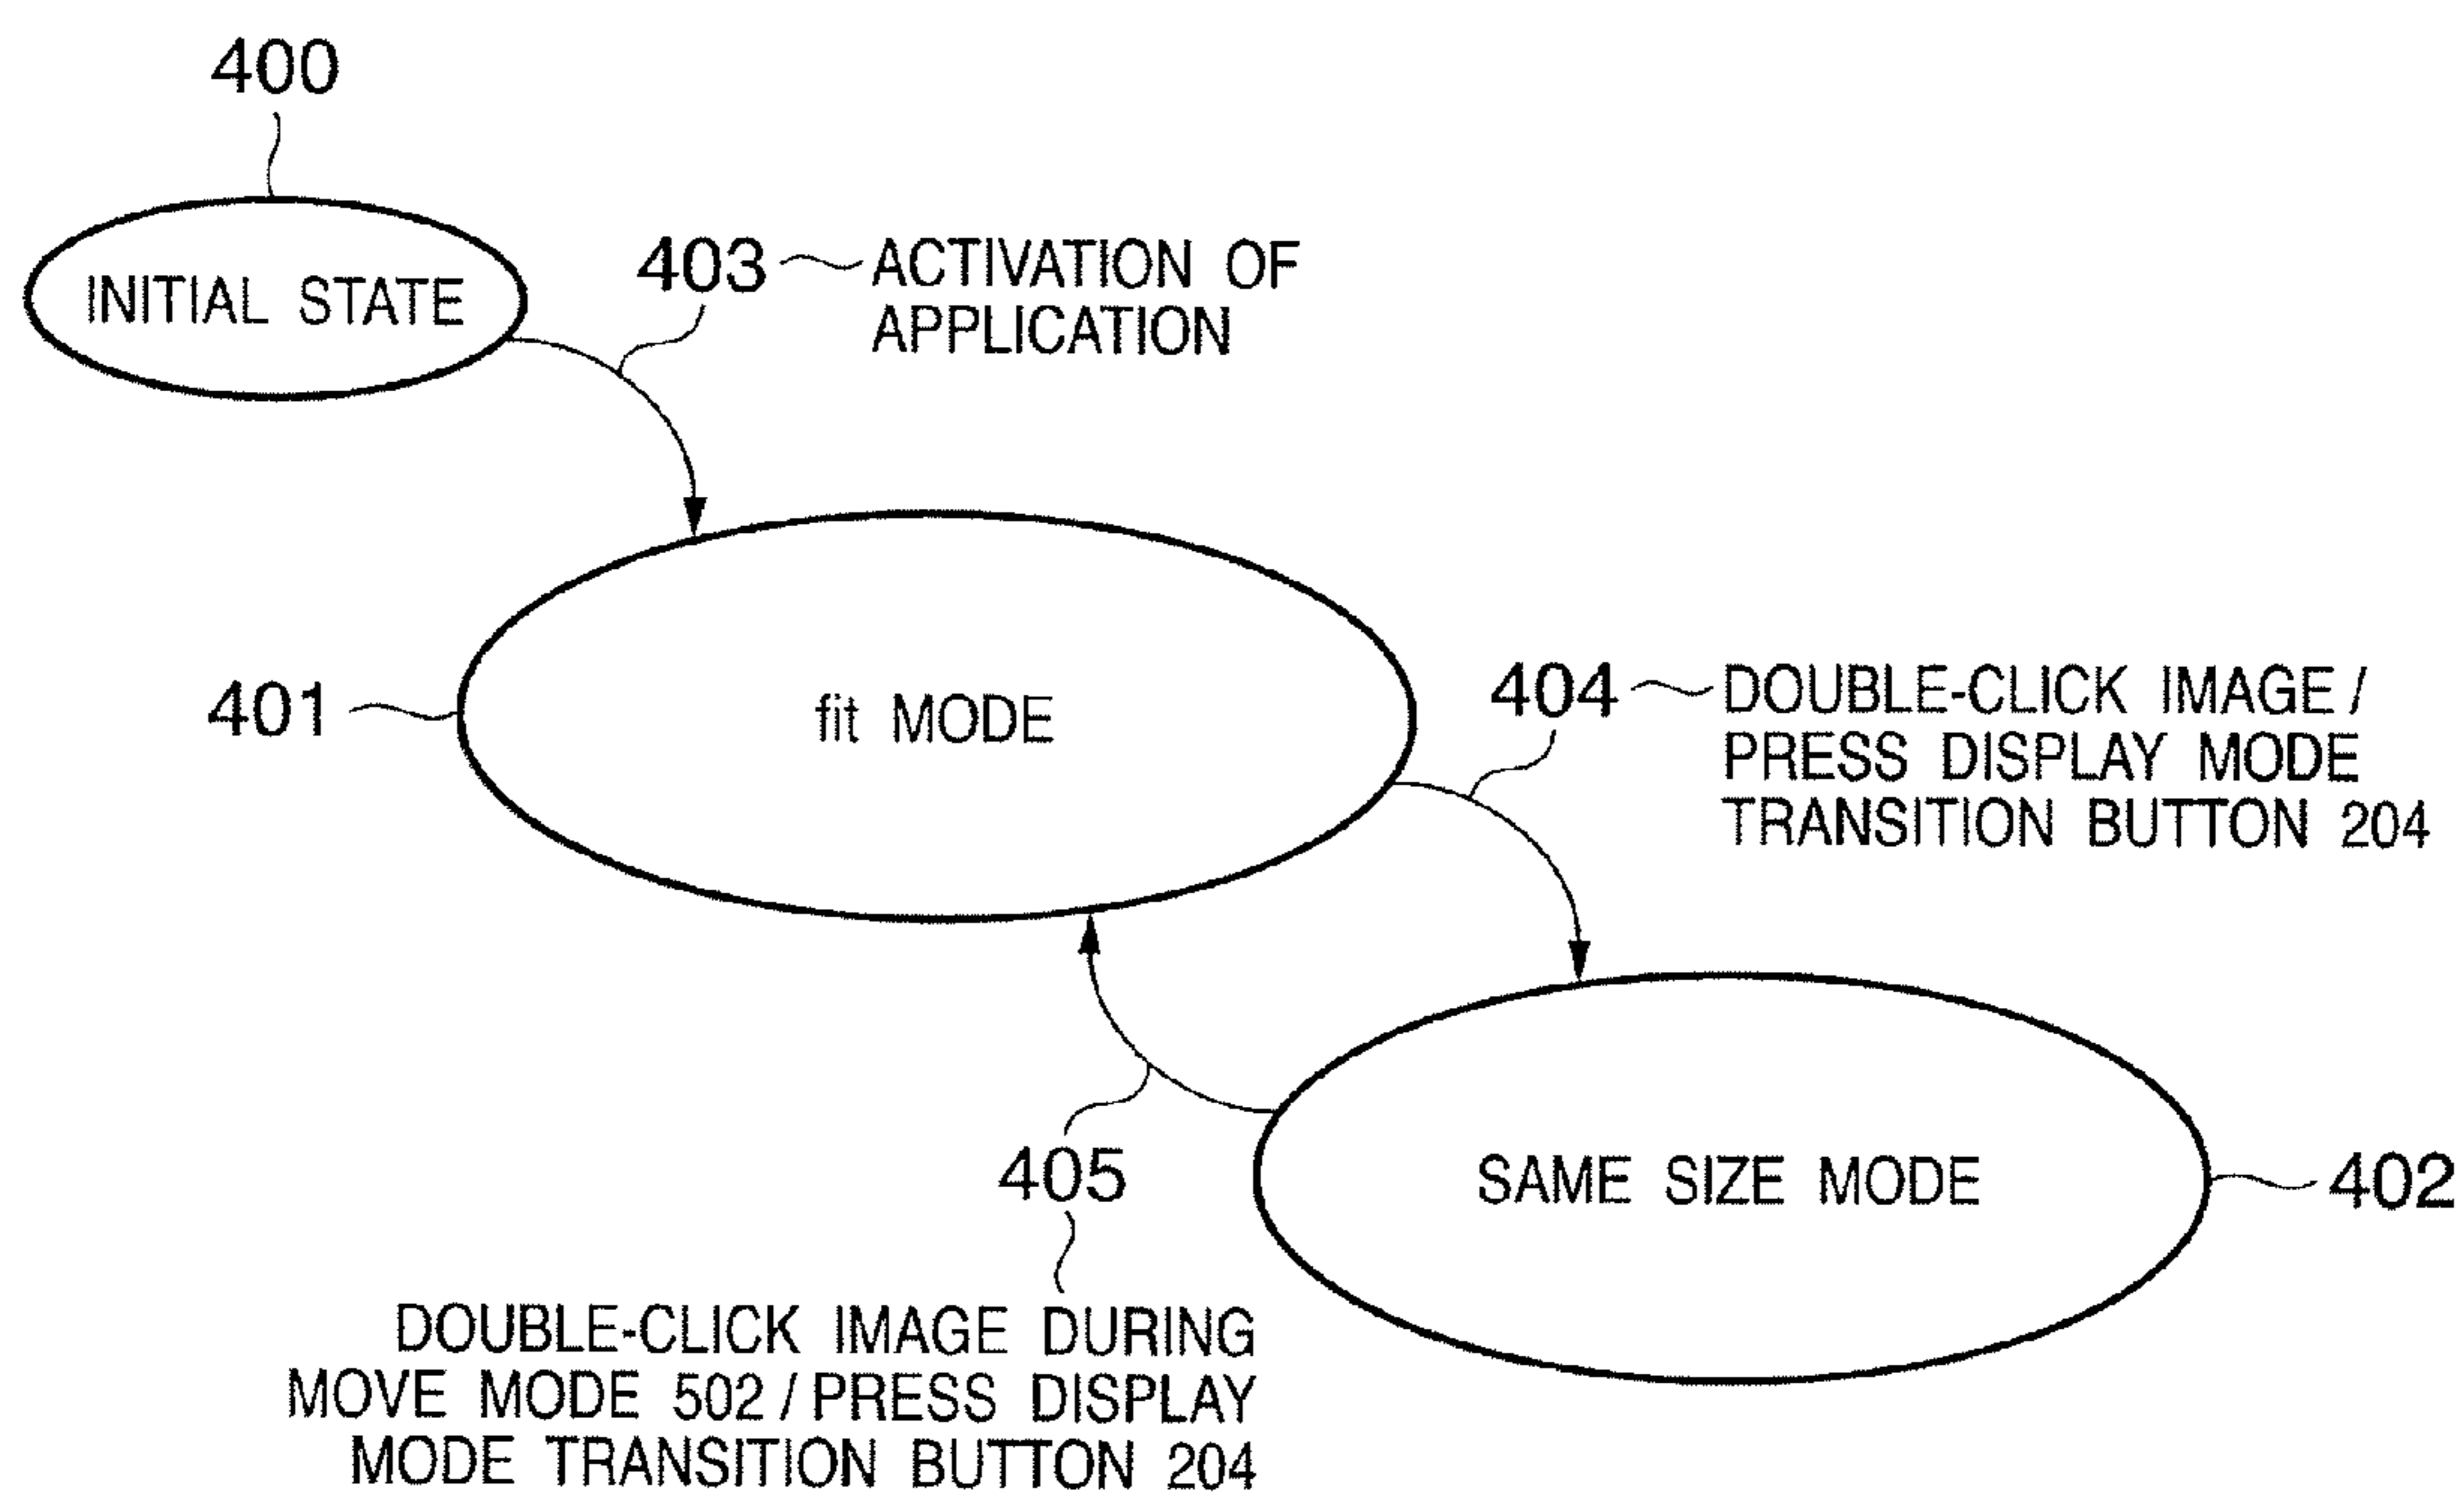 400
INITIAL STATE
403 ACTIVATION OF
APPLICATION
401
fit MODE
404 DOUBLE-CLICK IMAGE /
PRESS DISPLAY MODE
TRANSITION BUTTON 204
405
SAME SIZE MODE
402
DOUBLE-CLICK IMAGE DURING
MOVE MODE 502 / PRESS DISPLAY
MODE TRANSITION BUTTON 204